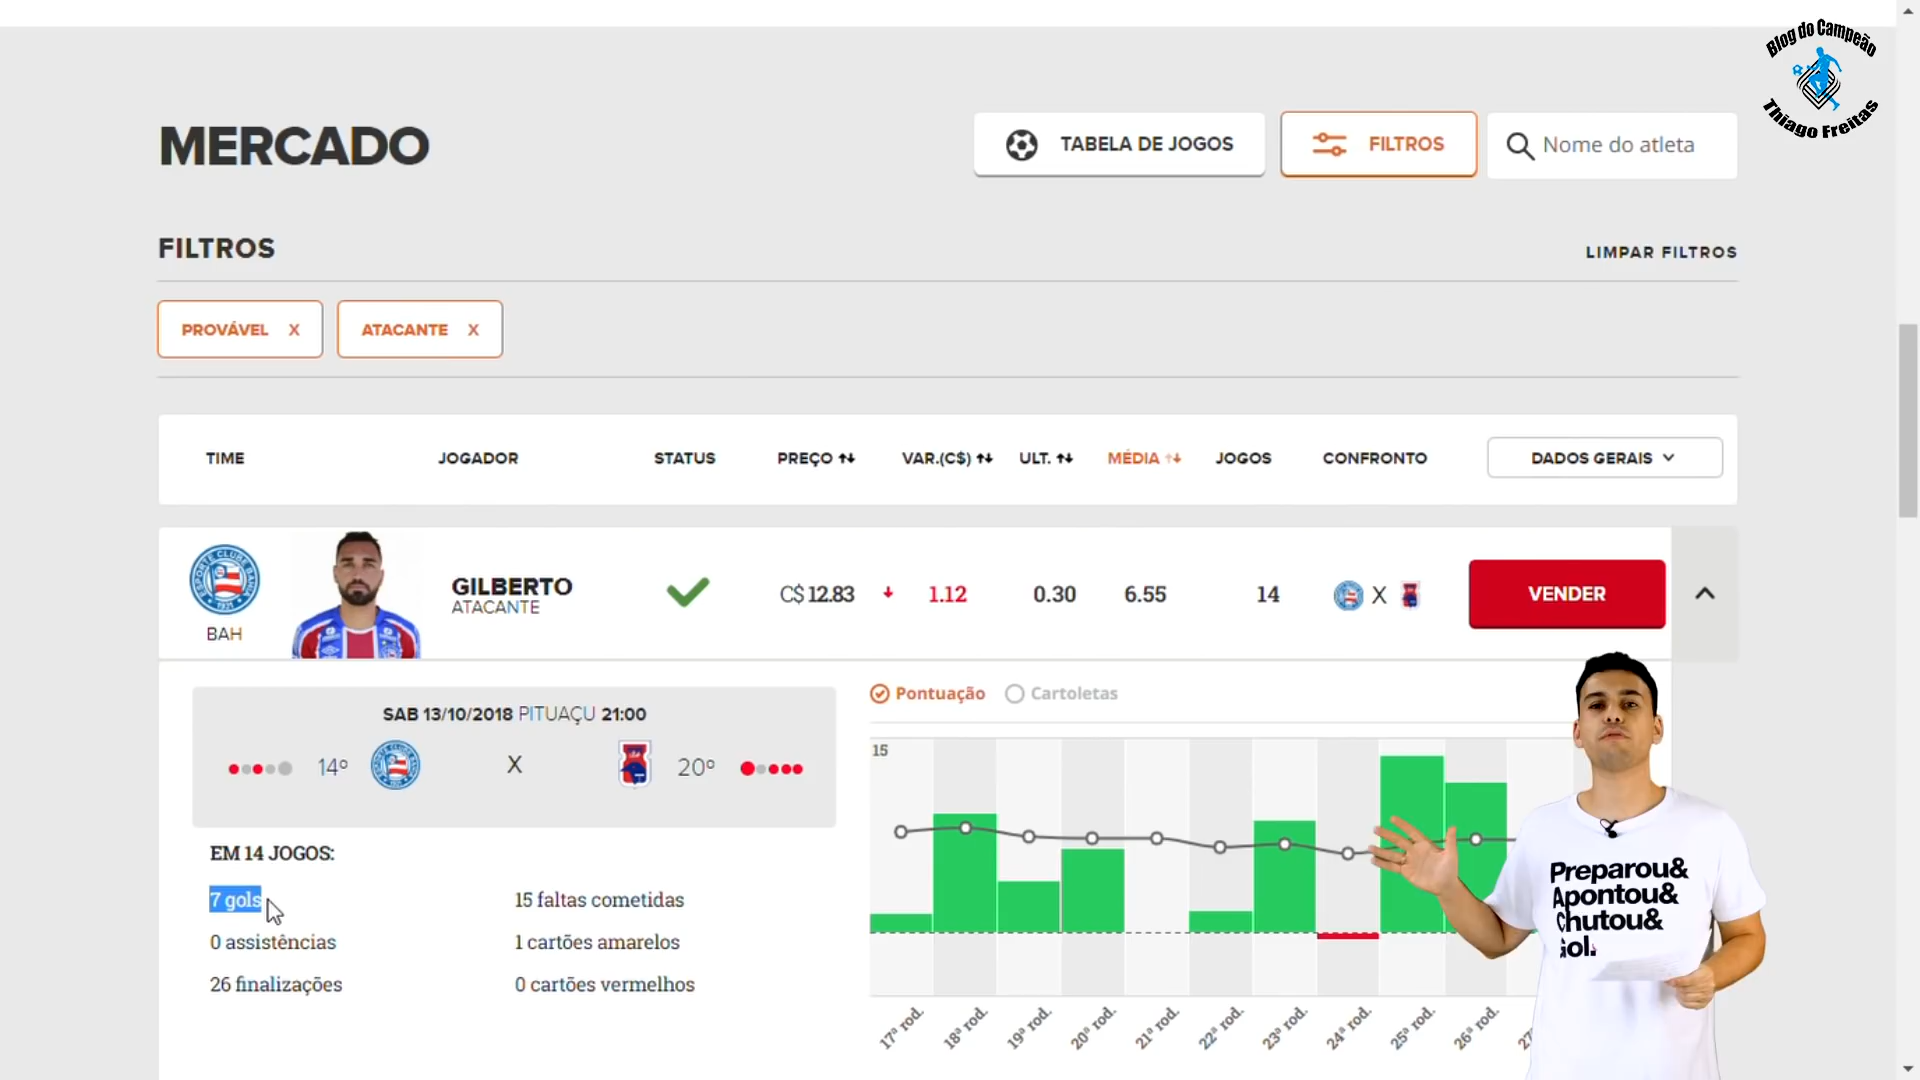 Blog do Campeão
Thiago Freitas
MERCADO
TABELA DE JOGOS
FILTROS
Nome do atleta
FILTROS
LIMPAR FILTROS
PROVÁVEL X
ATACANTE X
TIME JOGADOR STATUS PREÇO VAR.(C$) ULT. MÉDIA JOGOS CONFRONTO DADOS GERAIS
BAH
GILBERTO
ATACANTE
C$ 12.83 1.12 0.30 6.55 14 X VENDER
SAB 13/10/2018 PITUAÇU 21:00
14º X 20º
EM 14 JOGOS:
7 gols
15 faltas cometidas
0 assistências
1 cartões amarelos
26 finalizações
0 cartões vermelhos
Pontuação Cartoletas
15
17ª rod. 18ª rod. 19ª rod. 20ª rod. 21ª rod. 22ª rod. 23ª rod. 24ª rod. 25ª rod. 26ª rod.
Preparou&
Apontou&
Chutou&
Gol.